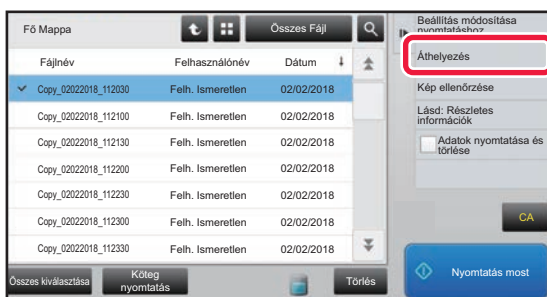 Fő Mappa
Összes Fájl
Fájlnév Felhasználónév Dátum
Copy_02022018_112030 Felh. Ismeretlen 02/02/2018
Copy_02022018_112100 Felh. Ismeretlen 02/02/2018
Copy_02022018_112130 Felh. Ismeretlen 02/02/2018
Copy_02022018_112200 Felh. Ismeretlen 02/02/2018
Copy_02022018_112230 Felh. Ismeretlen 02/02/2018
Copy_02022018_112300 Felh. Ismeretlen 02/02/2018
Copy_02022018_112330 Felh. Ismeretlen 02/02/2018
Összes kiválasztása
Köteg
nyomtatás
Törlés
Beállítás módosítása
nyomtatáshoz
Áthelyezés
Kép ellenőrzése
Lásd: Részletes
információk
Adatok nyomtatása és
törlése
CA
Nyomtatás most